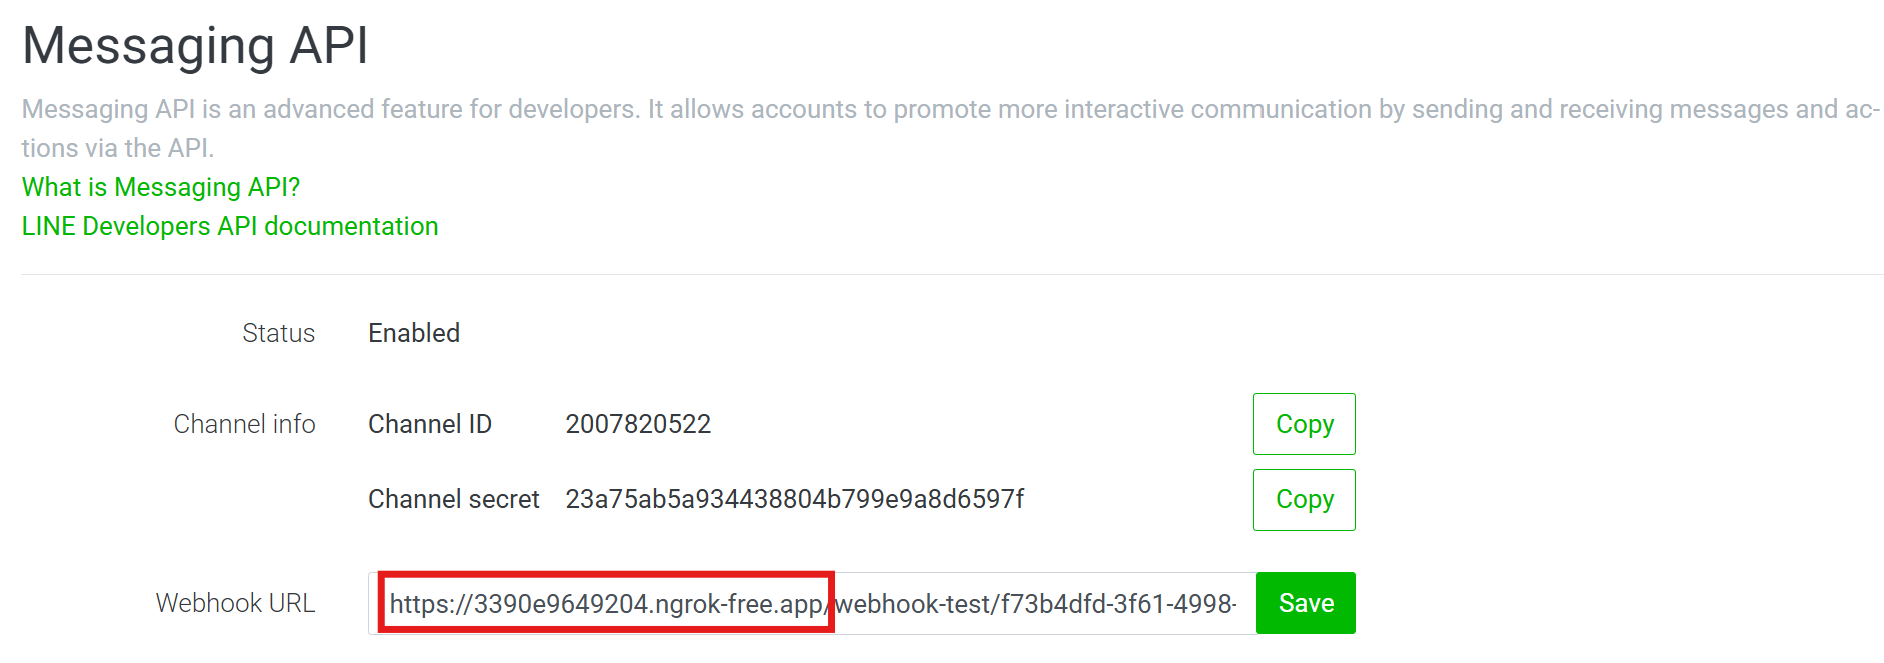 Messaging API
Messaging API is an advanced feature for developers. It allows accounts to promote more interactive communication by sending and receiving messages and ac-
tions via the API.
What is Messaging API?
LINE Developers API documentation
Status Enabled
Channel info Channel ID 2007820522 Copy
Channel secret 23a75ab5a934438804b799e9a8d6597f Copy
Webhook URL https://3390e9649204.ngrok-free.app/webhook-test/f73b4dfd-3f61-4998- Save